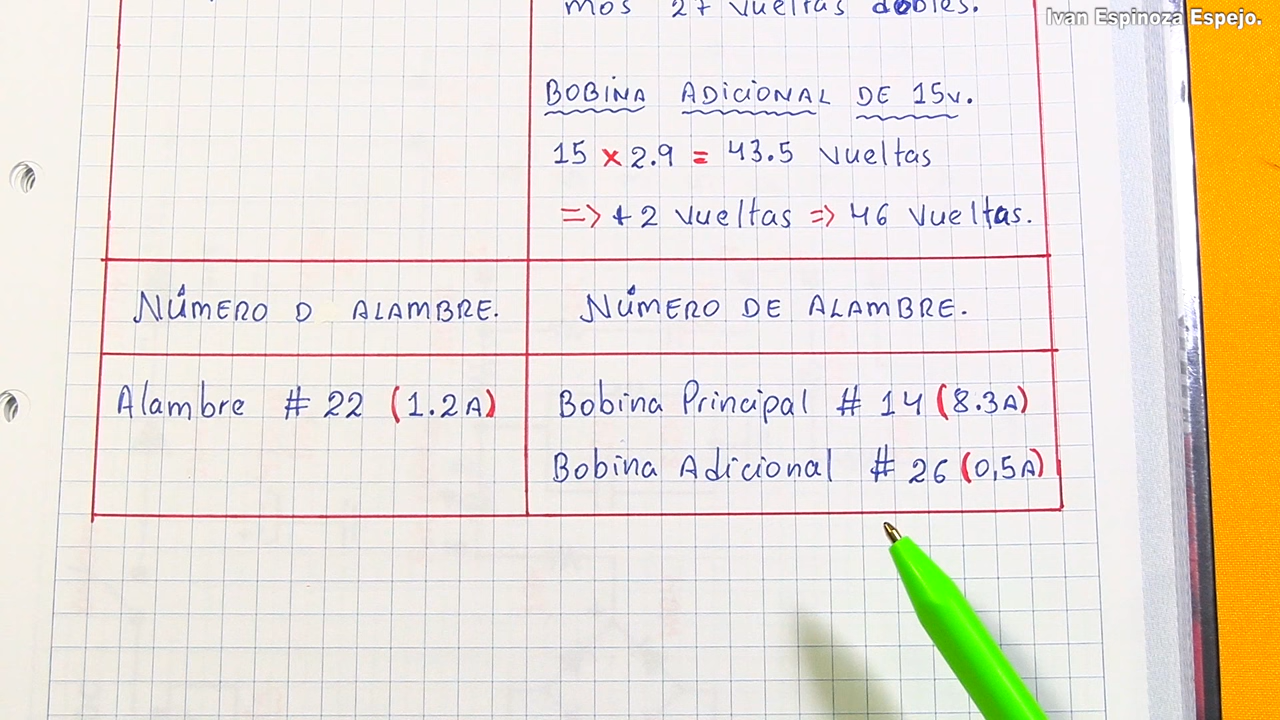 mos 27 vueltas dobles.
Ivan Espinoza Espejo.
BOBINA ADICIONAL DE 15v.
15 x 2.9 = 43.5 vueltas
=> +2 vueltas => 46 vueltas.
NÚMERO D ALAMBRE.
NÚMERO DE ALAMBRE.
Alambre # 22 (1.2A)
Bobina Principal # 14 (8.3A)
Bobina Adicional # 26 (0,5A)